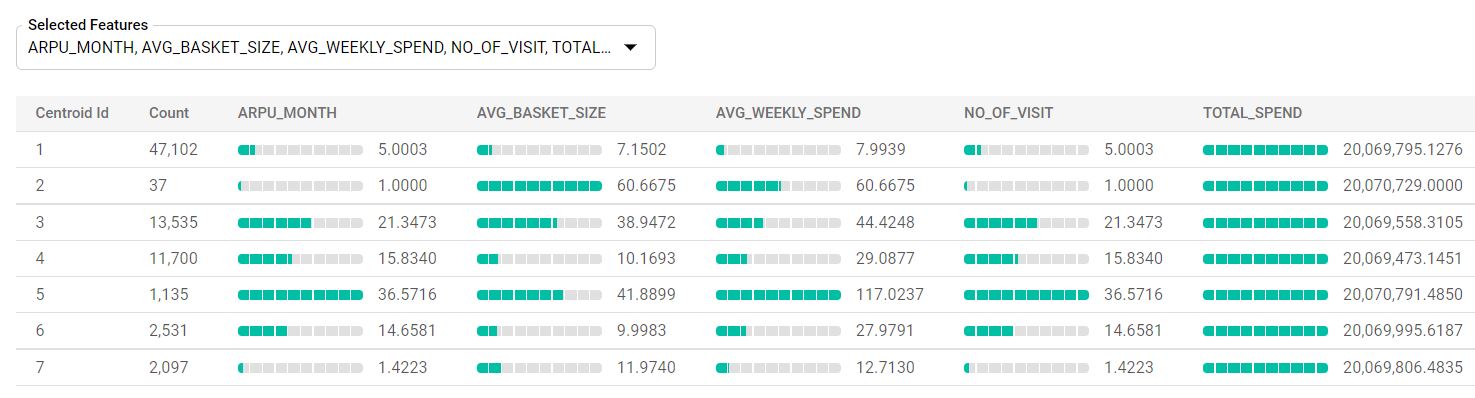 Selected Features
ARPU_MONTH, AVG_BASKET_SIZE, AVG_WEEKLY_SPEND, NO_OF_VISIT, TOTAL...
Centroid Id Count ARPU_MONTH AVG_BASKET_SIZE AVG_WEEKLY_SPEND NO_OF_VISIT TOTAL_SPEND
1 47,102 5.0003 7.1502 7.9939 5.0003 20,069,795.1276
2 37 1.0000 60.6675 60.6675 1.0000 20,070,729.0000
3 13,535 21.3473 38.9472 44.4248 21.3473 20,069,558.3105
4 11,700 15.8340 10.1693 29.0877 15.8340 20,069,473.1451
5 1,135 36.5716 41.8899 117.0237 36.5716 20,070,791.4850
6 2,531 14.6581 9.9983 27.9791 14.6581 20,069,995.6187
7 2,097 1.4223 11.9740 12.7130 1.4223 20,069,806.4835